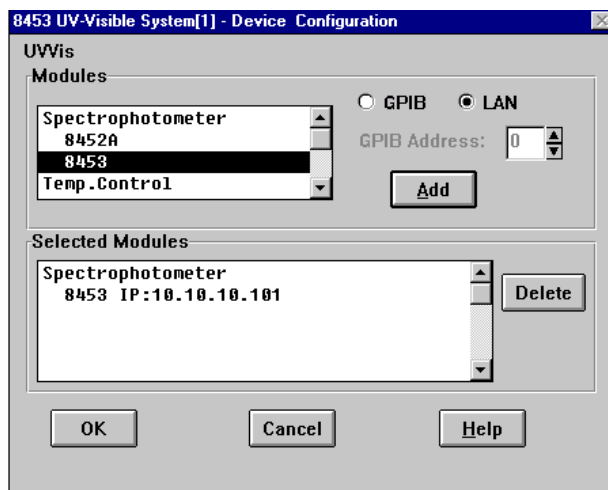 8453 UV-Visible System[1] - Device Configuration
UVVis
Modules
GPIB LAN
Spectrophotometer
8452A
8453
Temp.Control
GPIB Address: 0
Add
Selected Modules
Spectrophotometer
8453 IP:10.10.10.101
Delete
OK Cancel Help